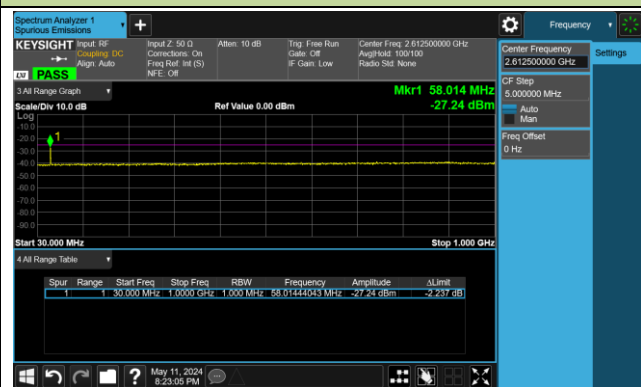 Spectrum Analyzer 1
Spurious Emissions
Frequency
KEYSIGHT
Input: RF
Coupling: DC
Align: Auto
Input Z: 50 Ω
Corrections: On
Freq Ref: Int (S)
NFE: Off
Atten: 10 dB
Trig: Free Run
Gate: Off
IF Gain: Low
Center Freq: 2.612500000 GHz
Avg|Hold: 100/100
Radio Std: None
LXI
PASS
Center Frequency
2.612500000 GHz
Settings
CF Step
5.000000 MHz
Auto
Man
Freq Offset
0 Hz
3 All Range Graph
Mkr1 58.014 MHz
Scale/Div 10.0 dB
Ref Value 0.00 dBm
-27.24 dBm
Log
-10.0
-20.0
-30.0
-40.0
-50.0
-60.0
-70.0
-80.0
-90.0
1
Start 30.000 MHz
Stop 1.000 GHz
4 All Range Table
Spur Range Start Freq Stop Freq RBW Frequency Amplitude ΔLimit
1 1 30.000 MHz 1.0000 GHz 1.000 MHz 58.01444043 MHz -27.24 dBm -2.237 dB
May 11, 2024
8:23:05 PM